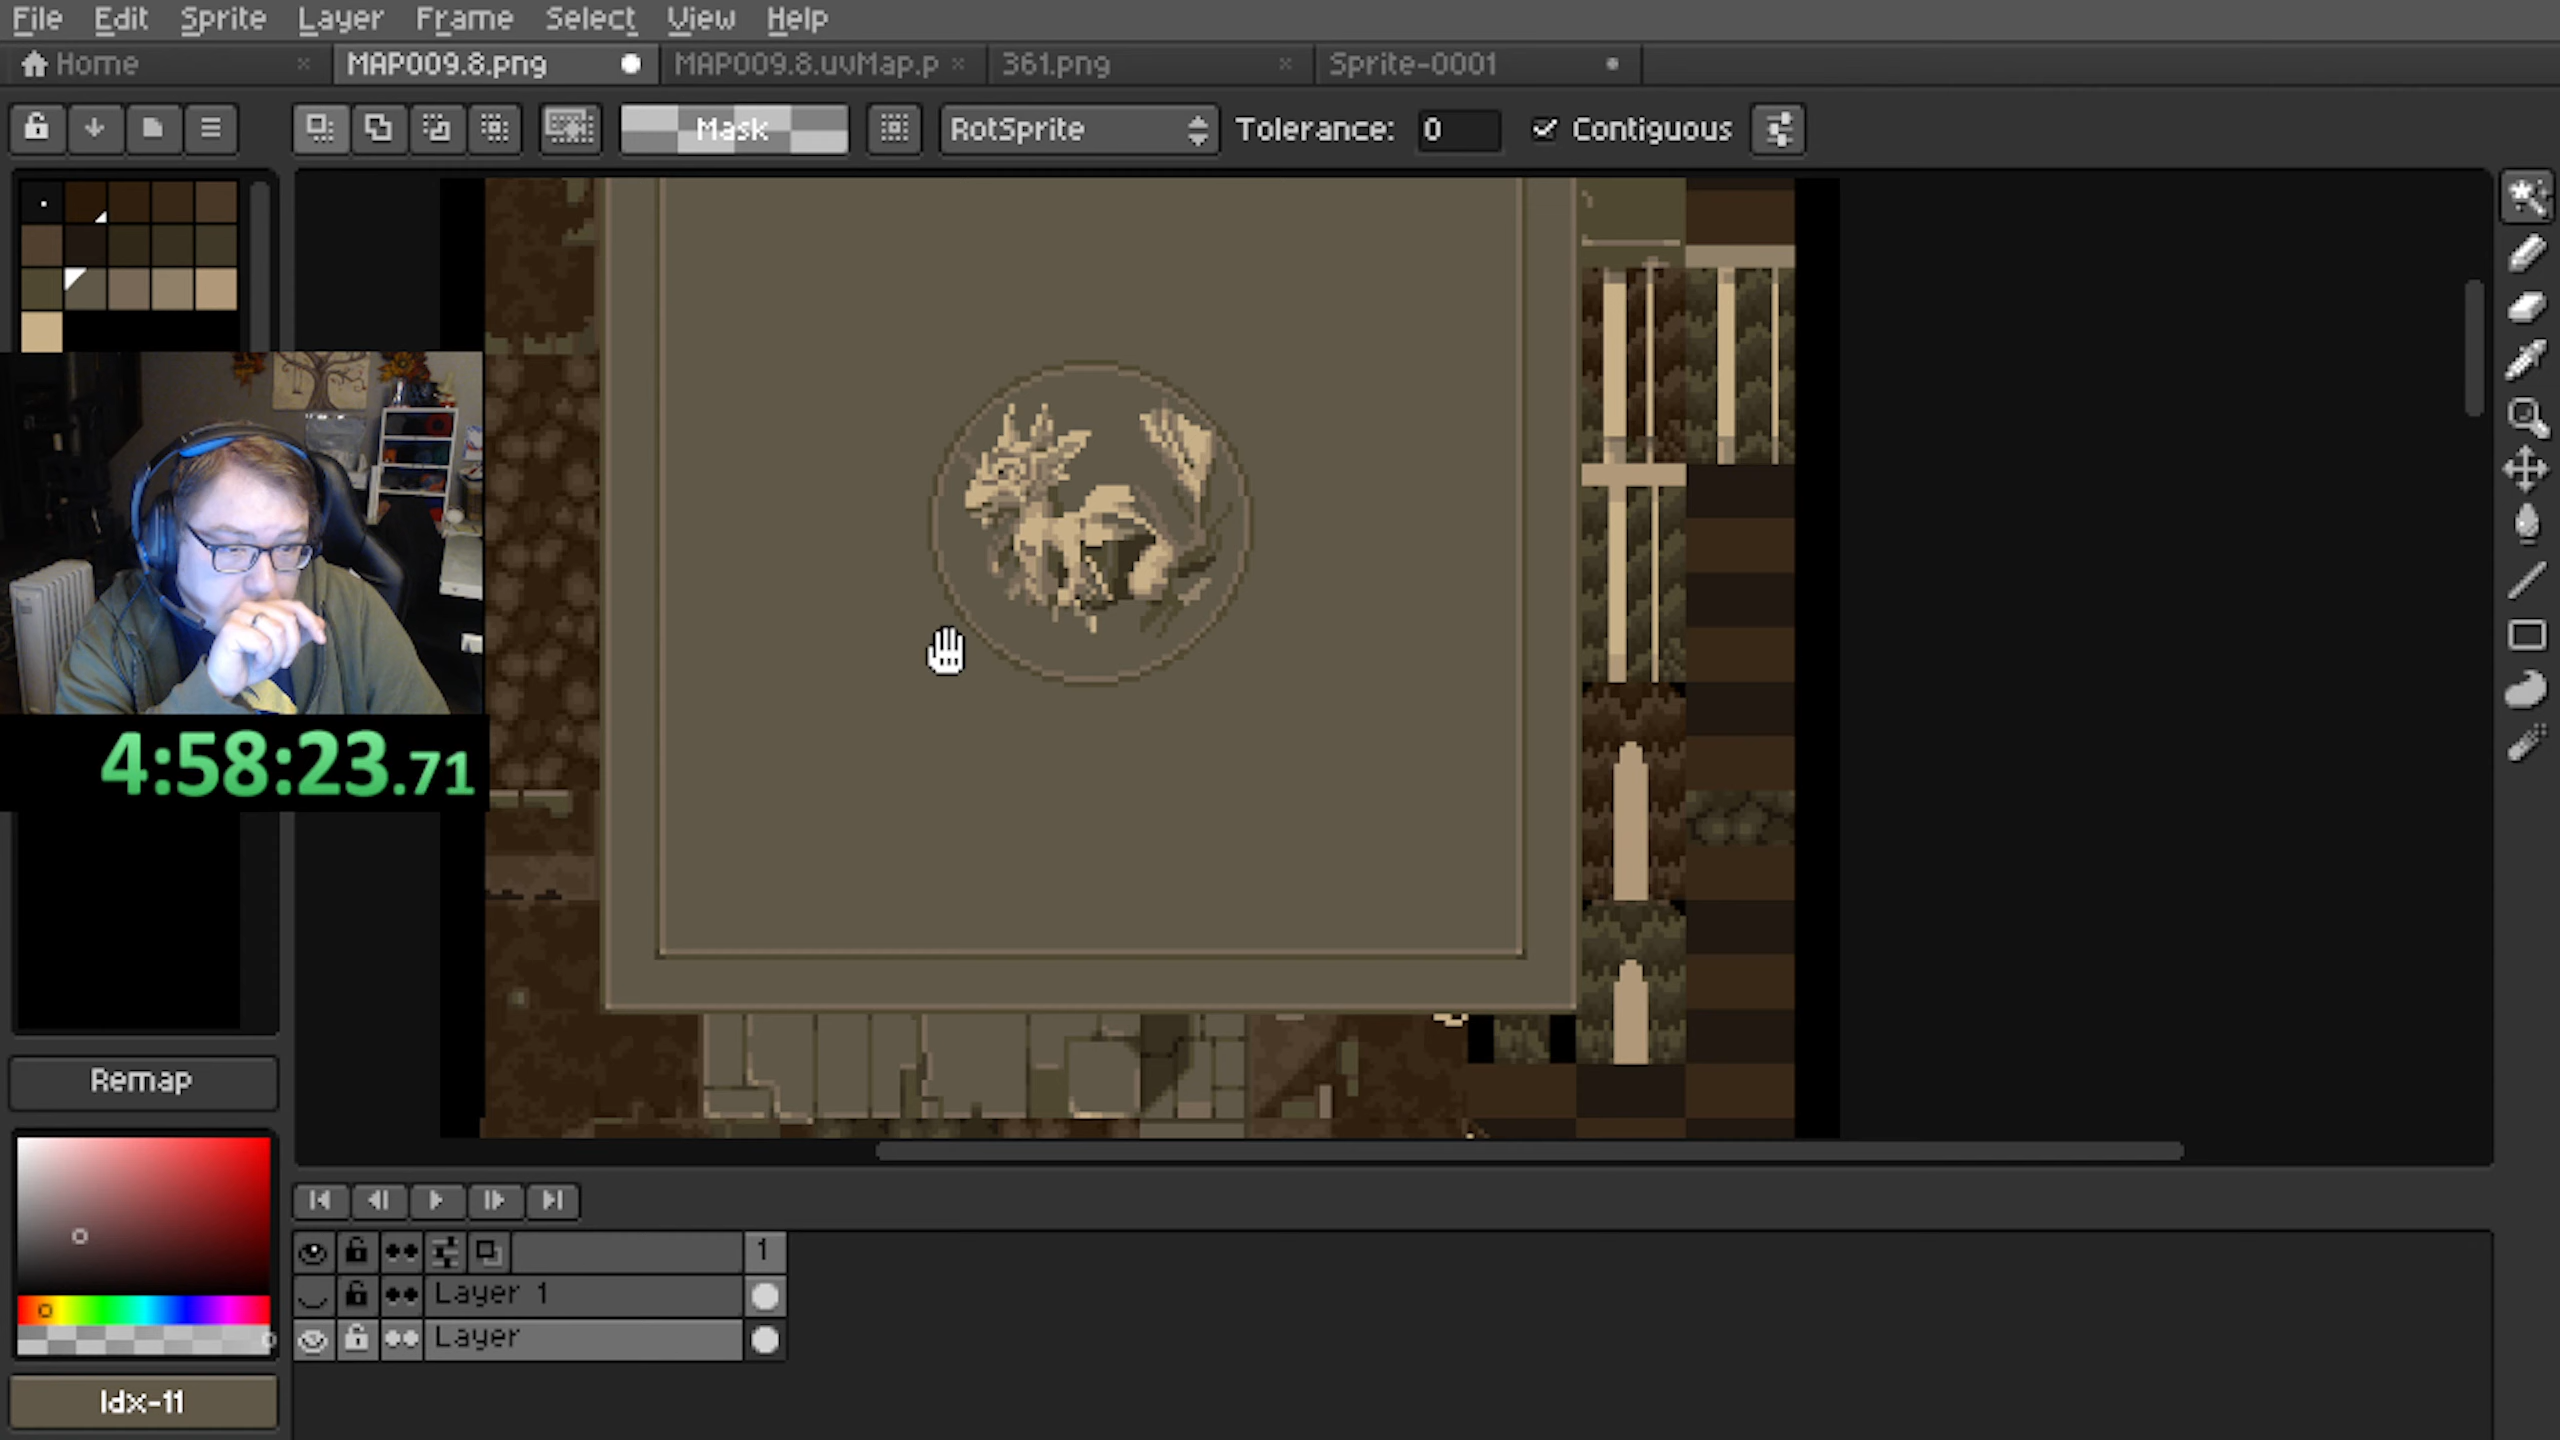 File Edit Sprite Layer Frame Select View Help
Home MAP009.8.png MAP009.8.uvMap.p 361.png Sprite-0001
Mask RotSprite Tolerance: 0 Contiguous
4:58:23.71
Remap
1
Layer 1
Layer
Idx-11